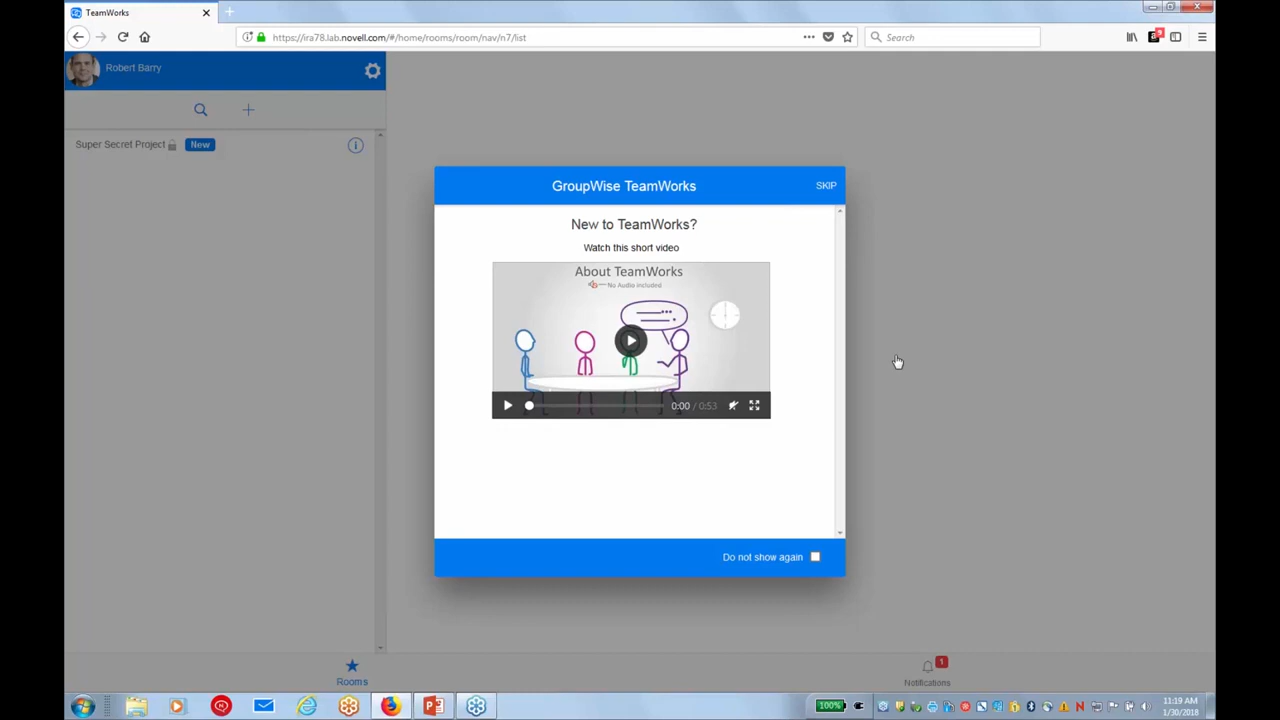 TeamWorks
https://ira78.lab.novell.com/#/home/rooms/room/nav/n7/list
Search
Robert Barry
Super Secret Project
New
GroupWise TeamWorks
SKIP
New to TeamWorks?
Watch this short video
About TeamWorks
No Audio included
0:00 / 0:53
Do not show again
Rooms
1
Notifications
100%
11:19 AM
1/30/2018